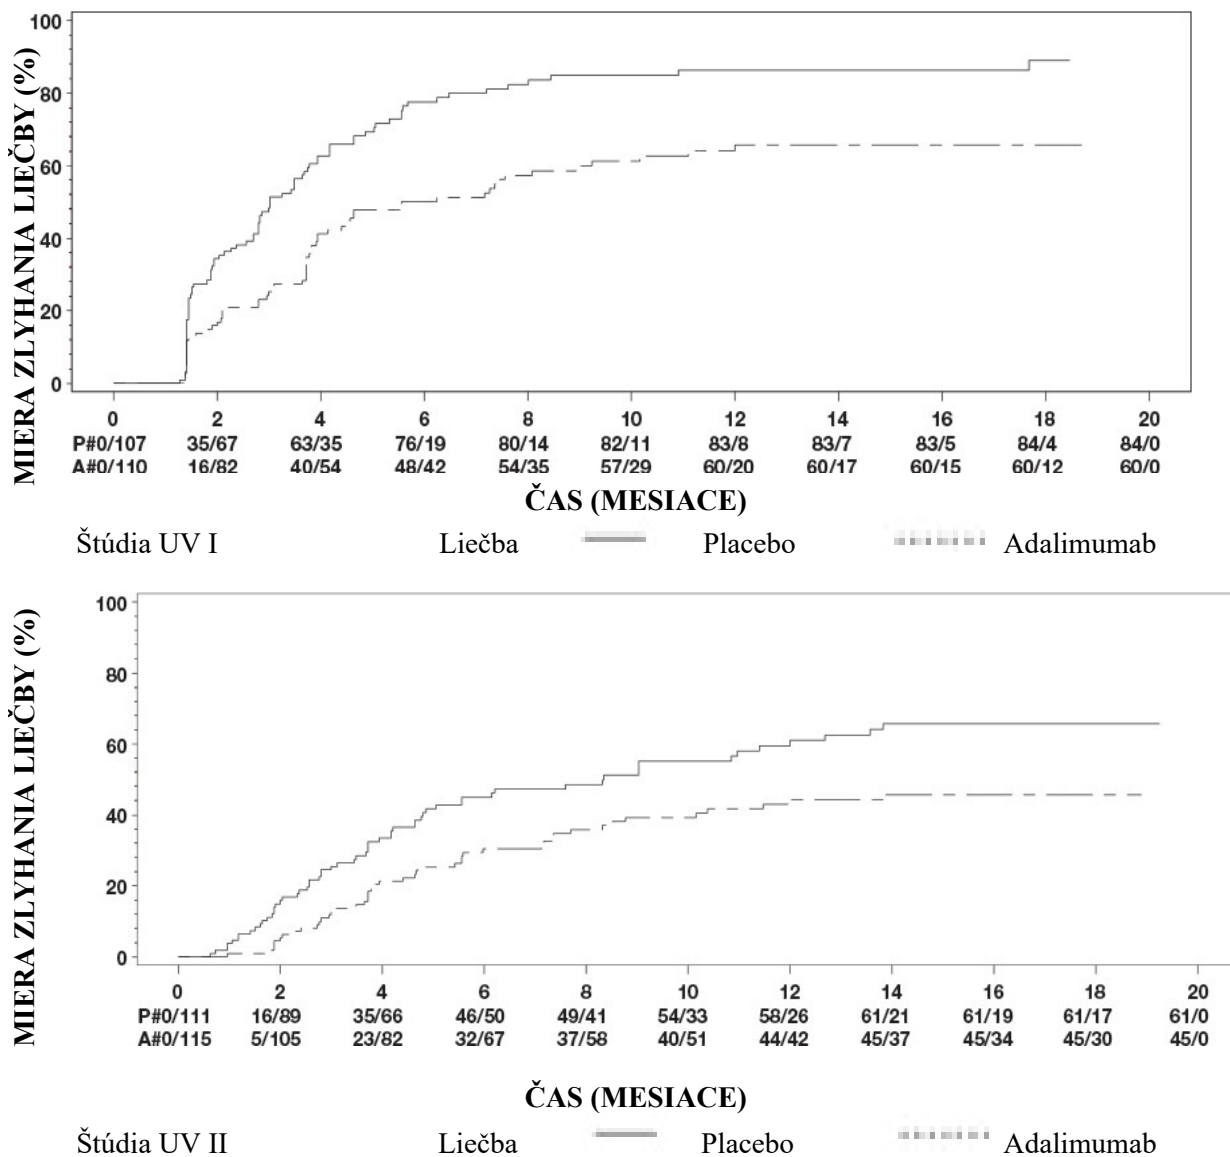 MIERA ZLYHANIA LIEČBY (%)
100
80
60
40
20
0
0 2 4 6 8 10 12 14 16 18 20
P#0/107 35/67 63/35 76/19 80/14 82/11 83/8 83/7 83/5 84/4 84/0
A#0/110 16/82 40/54 48/42 54/35 57/29 60/20 60/17 60/15 60/12 60/0
ČAS (MESIACE)
Štúdia UV I Liečba Placebo Adalimumab
MIERA ZLYHANIA LIEČBY (%)
100
80
60
40
20
0
0 2 4 6 8 10 12 14 16 18 20
P#0/111 16/89 35/66 46/50 49/41 54/33 58/26 61/21 61/19 61/17 61/0
A#0/115 5/105 23/82 32/67 37/58 40/51 44/42 45/37 45/34 45/30 45/0
ČAS (MESIACE)
Štúdia UV II Liečba Placebo Adalimumab